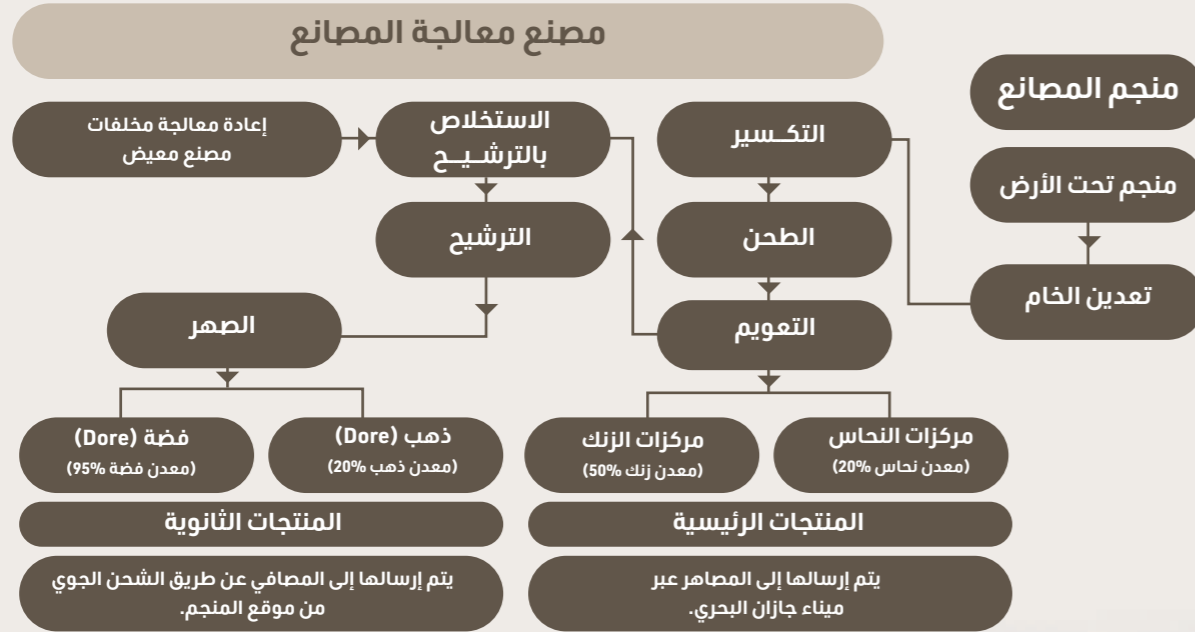 مصنع معالجة المصانع
منجم المصانع
منجم تحت الأرض
تعدين الخام
التكسير
الطحن
التعويم
إعادة معالجة مخلفات
مصنع معيض
الاستخلاص
بالترشيح
الترشيح
الصهر
مركزات النحاس
(معدن نحاس 20%)
مركزات الزنك
(معدن زنك 50%)
ذهب (Dore)
(معدن ذهب 20%)
فضة (Dore)
(معدن فضة 95%)
المنتجات الرئيسية
يتم إرسالها إلى المصاهر عبر
ميناء جازان البحري.
المنتجات الثانوية
يتم إرسالها إلى المصافي عن طريق الشحن الجوي
من موقع المنجم.